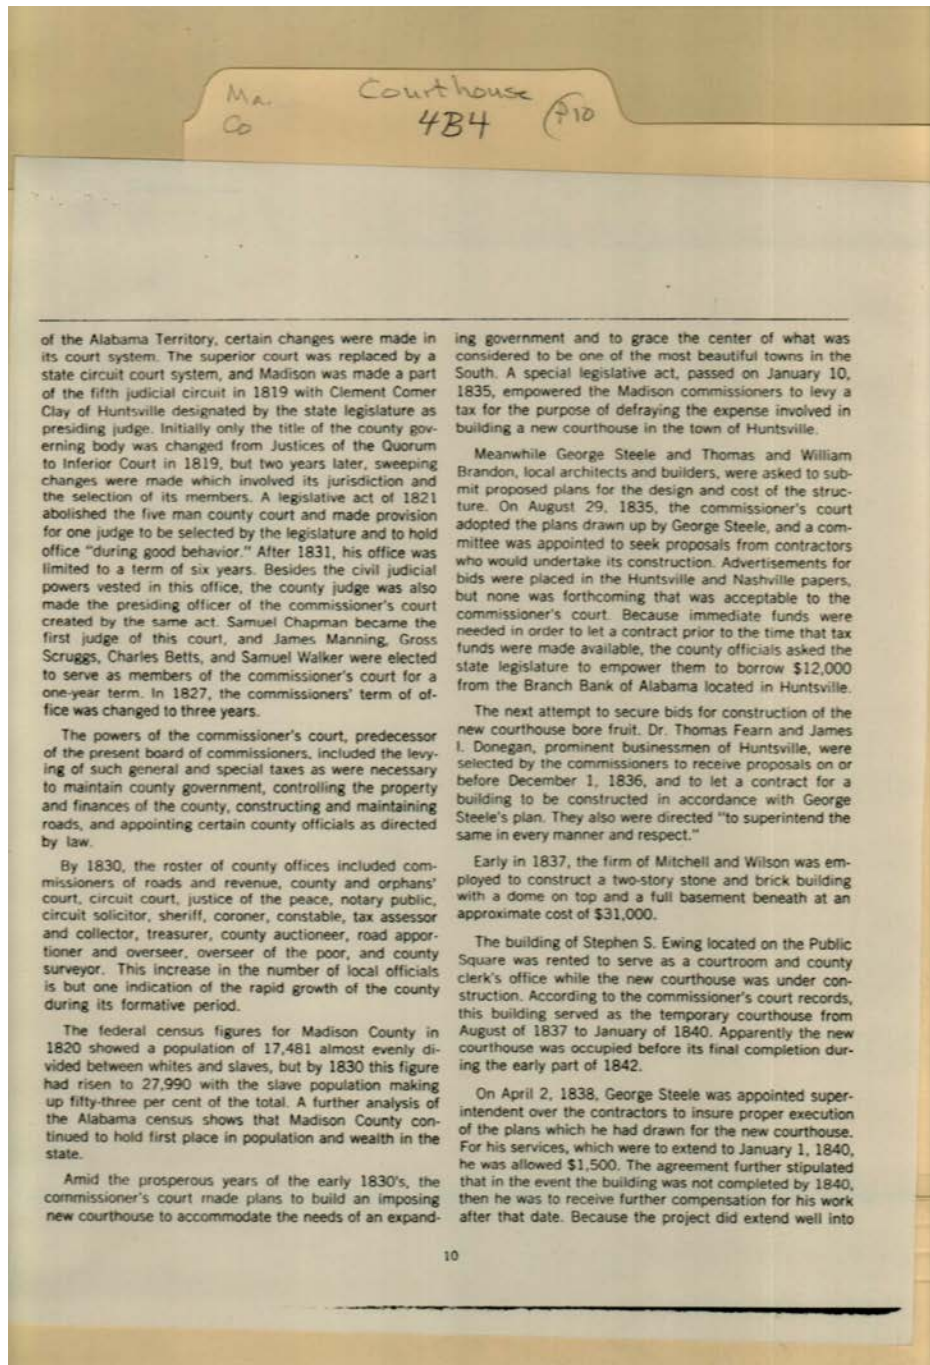 Ma. Courthouse
Co 4B4 P10
of the Alabama Territory, certain changes were made in
its court system. The superior court was replaced by a
state circuit court system, and Madison was made a part
of the fifth judicial circuit in 1819 with Clement Comer
Clay of Huntsville designated by the state legislature as
presiding judge. Initially only the title of the county gov-
erning body was changed from Justices of the Quorum
to Inferior Court in 1819, but two years later, sweeping
changes were made which involved its jurisdiction and
the selection of its members. A legislative act of 1821
abolished the five man county court and made provision
for one judge to be selected by the legislature and to hold
office "during good behavior." After 1831, his office was
limited to a term of six years. Besides the civil judicial
powers vested in this office, the county judge was also
made the presiding officer of the commissioner's court
created by the same act. Samuel Chapman became the
first judge of this court, and James Manning, Gross
Scruggs, Charles Betts, and Samuel Walker were elected
to serve as members of the commissioner's court for a
one-year term. In 1827, the commissioners' term of of-
fice was changed to three years.
The powers of the commissioner's court, predecessor
of the present board of commissioners, included the levy-
ing of such general and special taxes as were necessary
to maintain county government, controlling the property
and finances of the county, constructing and maintaining
roads, and appointing certain county officials as directed
by law.
By 1830, the roster of county offices included com-
missioners of roads and revenue, county and orphans'
court, circuit court, justice of the peace, notary public,
circuit solicitor, sheriff, coroner, constable, tax assessor
and collector, treasurer, county auctioneer, road appor-
tioner and overseer, overseer of the poor, and county
surveyor. This increase in the number of local officials
is but one indication of the rapid growth of the county
during its formative period.
The federal census figures for Madison County in
1820 showed a population of 17,481 almost evenly di-
vided between whites and slaves, but by 1830 this figure
had risen to 27,990 with the slave population making
up fifty-three per cent of the total. A further analysis of
the Alabama census shows that Madison County con-
tinued to hold first place in population and wealth in the
state.
Amid the prosperous years of the early 1830's, the
commissioner's court made plans to build an imposing
new courthouse to accommodate the needs of an expand-
ing government and to grace the center of what was
considered to be one of the most beautiful towns in the
South. A special legislative act, passed on January 10,
1835, empowered the Madison commissioners to levy a
tax for the purpose of defraying the expense involved in
building a new courthouse in the town of Huntsville.
Meanwhile George Steele and Thomas and William
Brandon, local architects and builders, were asked to sub-
mit proposed plans for the design and cost of the struc-
ture. On August 29, 1835, the commissioner's court
adopted the plans drawn up by George Steele, and a com-
mittee was appointed to seek proposals from contractors
who would undertake its construction. Advertisements for
bids were placed in the Huntsville and Nashville papers,
but none was forthcoming that was acceptable to the
commissioner's court. Because immediate funds were
needed in order to let a contract prior to the time that tax
funds were made available, the county officials asked the
state legislature to empower them to borrow $12,000
from the Branch Bank of Alabama located in Huntsville.
The next attempt to secure bids for construction of the
new courthouse bore fruit. Dr. Thomas Fearn and James
I. Donegan, prominent businessmen of Huntsville, were
selected by the commissioners to receive proposals on or
before December 1, 1836, and to let a contract for a
building to be constructed in accordance with George
Steele's plan. They also were directed "to superintend the
same in every manner and respect."
Early in 1837, the firm of Mitchell and Wilson was em-
ployed to construct a two-story stone and brick building
with a dome on top and a full basement beneath at an
approximate cost of $31,000.
The building of Stephen S. Ewing located on the Public
Square was rented to serve as a courtroom and county
clerk's office while the new courthouse was under con-
struction. According to the commissioner's court records,
this building served as the temporary courthouse from
August of 1837 to January of 1840. Apparently the new
courthouse was occupied before its final completion dur-
ing the early part of 1842.
On April 2, 1838, George Steele was appointed super-
intendent over the contractors to insure proper execution
of the plans which he had drawn for the new courthouse.
For his services, which were to extend to January 1, 1840,
he was allowed $1,500. The agreement further stipulated
that in the event the building was not completed by 1840,
then he was to receive further compensation for his work
after that date. Because the project did extend well into
10